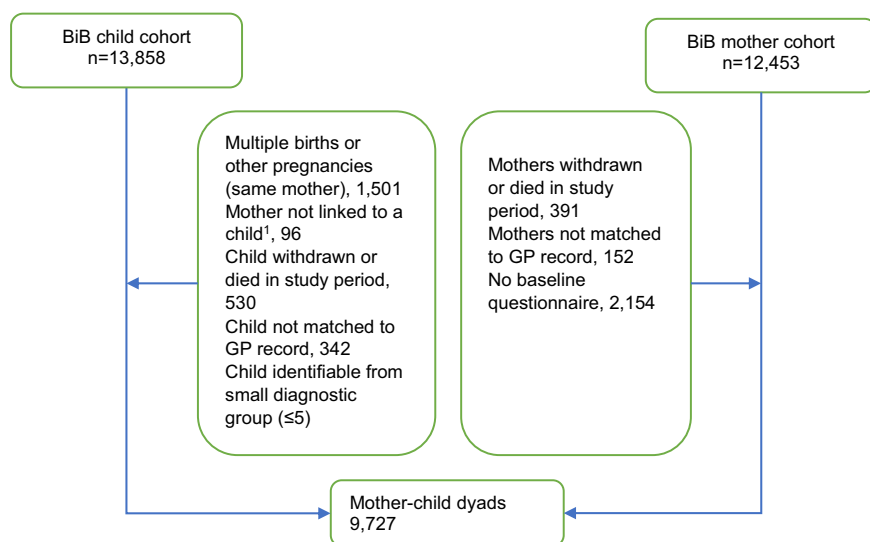 BiB child cohort
n=13,858
BiB mother cohort
n=12,453
Multiple births or
other pregnancies
(same mother), 1,501
Mother not linked to a
child¹, 96
Child withdrawn or
died in study period,
530
Child not matched to
GP record, 342
Child identifiable from
small diagnostic
group (≤5)
Mothers withdrawn
or died in study
period, 391
Mothers not matched
to GP record, 152
No baseline
questionnaire, 2,154
Mother-child dyads
9,727